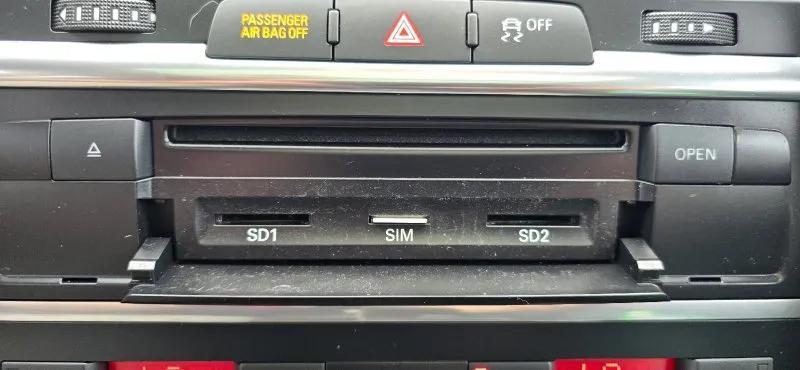 PASSENGER
AIR BAG OFF
OFF
OPEN
SD1
SIM
SD2